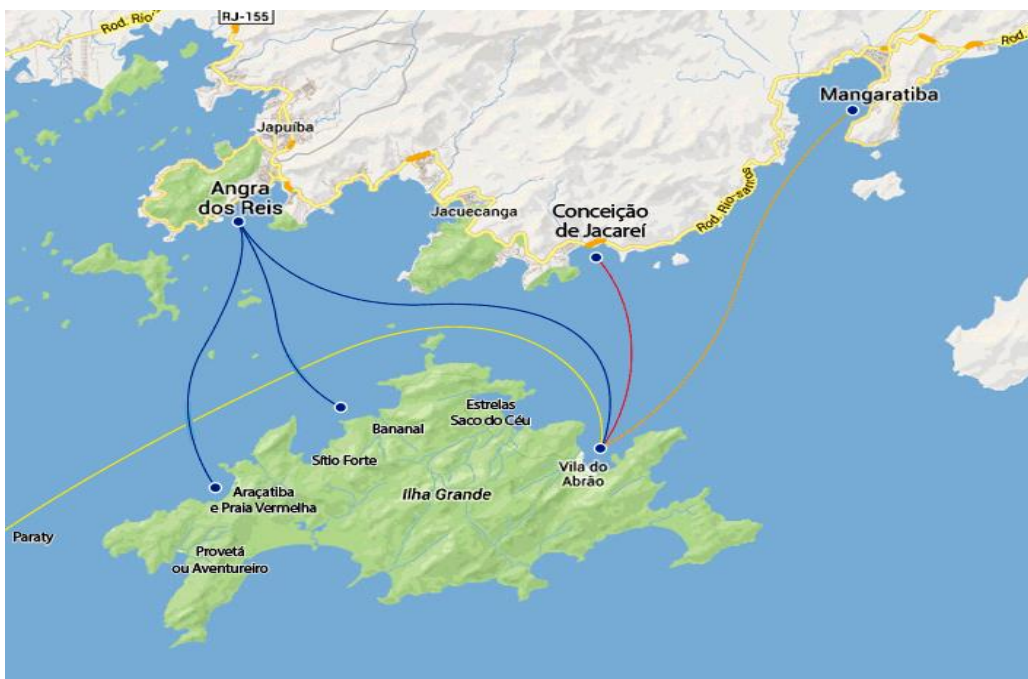 RJ-155
Rod. Rio-
Rod.
Mangaratiba
Japuíba
Angra
dos Reis
Jacuecanga
Conceição
de Jacareí
Rod. Rio-santos
Estrelas
Saco do Céu
Bananal
Sítio Forte
Vila do
Abrão
Ilha Grande
Araçatiba
e Praia Vermelha
Paraty
Provetá
ou Aventureiro